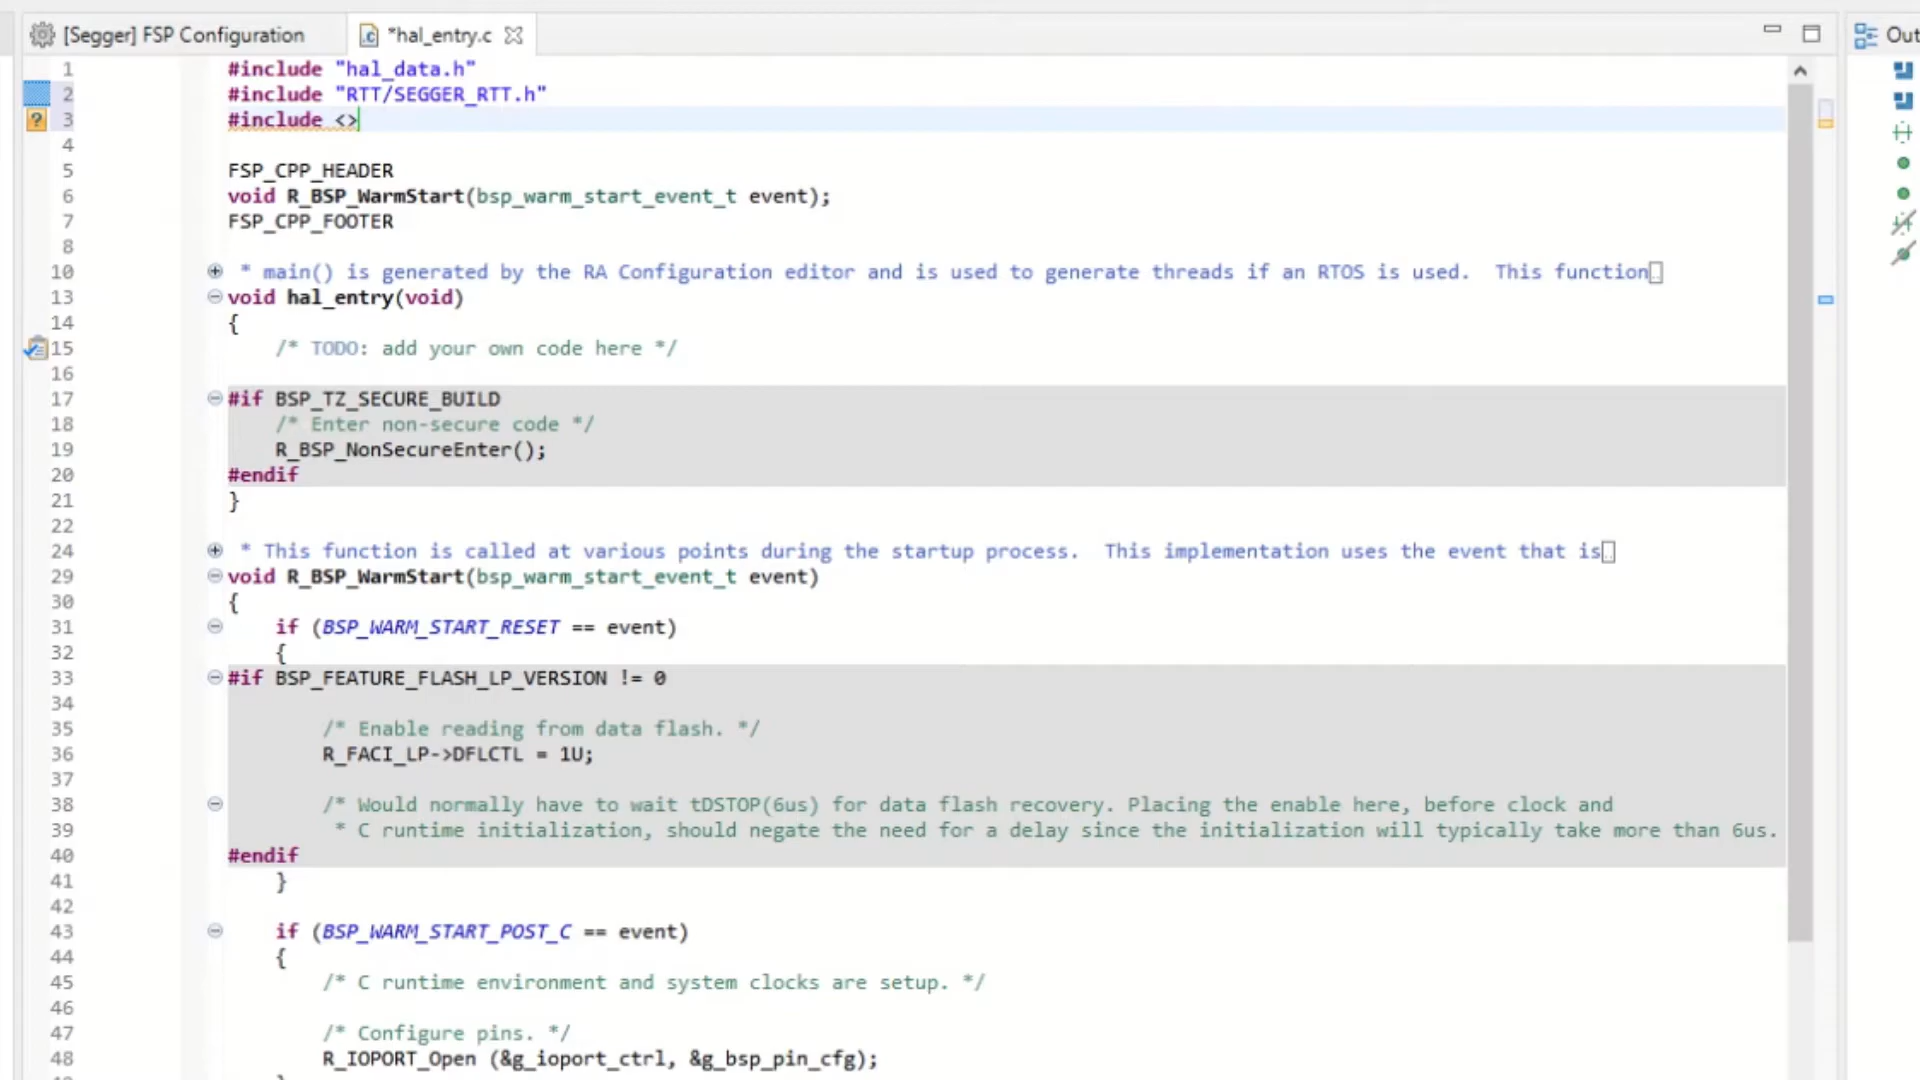 [Segger] FSP Configuration
*hal_entry.c
Out
1 #include "hal_data.h"
2 #include "RTT/SEGGER_RTT.h"
3 #include <>
4
5 FSP_CPP_HEADER
6 void R_BSP_WarmStart(bsp_warm_start_event_t event);
7 FSP_CPP_FOOTER
8
10 * main() is generated by the RA Configuration editor and is used to generate threads if an RTOS is used.  This function
13 void hal_entry(void)
14 {
15 /* TODO: add your own code here */
16
17 #if BSP_TZ_SECURE_BUILD
18 /* Enter non-secure code */
19 R_BSP_NonSecureEnter();
20 #endif
21 }
22
24 * This function is called at various points during the startup process.  This implementation uses the event that is
29 void R_BSP_WarmStart(bsp_warm_start_event_t event)
30 {
31 if (BSP_WARM_START_RESET == event)
32 {
33 #if BSP_FEATURE_FLASH_LP_VERSION != 0
34
35 /* Enable reading from data flash. */
36 R_FACI_LP->DFLCTL = 1U;
37
38 /* Would normally have to wait tDSTOP(6us) for data flash recovery. Placing the enable here, before clock and
39 * C runtime initialization, should negate the need for a delay since the initialization will typically take more than 6us.
40 #endif
41 }
42
43 if (BSP_WARM_START_POST_C == event)
44 {
45 /* C runtime environment and system clocks are setup. */
46
47 /* Configure pins. */
48 R_IOPORT_Open (&g_ioport_ctrl, &g_bsp_pin_cfg);